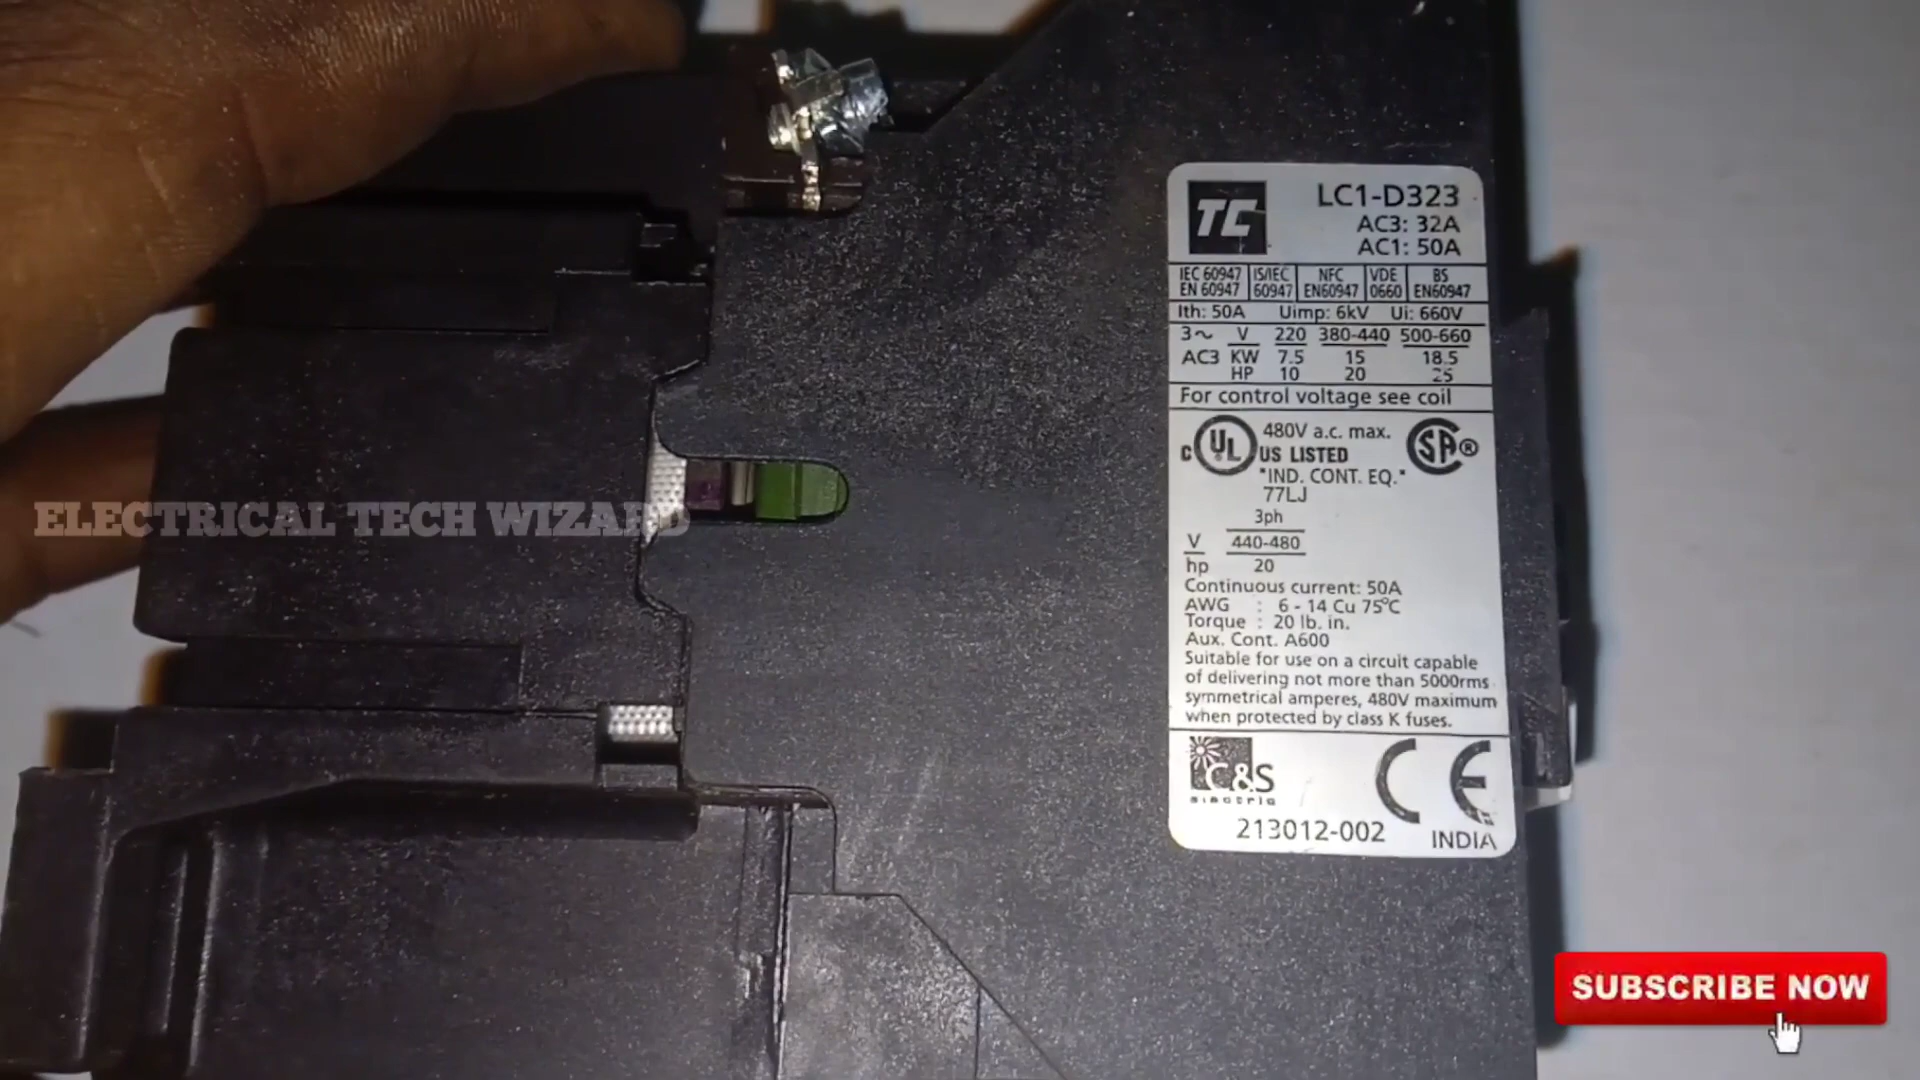 TC
LC1-D323
AC3: 32A
AC1: 50A
IEC 60947 IS/IEC NFC VDE BS
EN 60947 60947 EN60947 0660 EN60947
Ith: 50A Uimp: 6kV Ui: 660V
3~ V 220 380-440 500-660
AC3 KW 7.5 15 18.5
HP 10 20 25
For control voltage see coil
C UL US LISTED 480V a.c. max. SA®
"IND. CONT. EQ."
77LJ
3ph
V 440-480
hp 20
Continuous current: 50A
AWG : 6 - 14 Cu 75°C
Torque : 20 lb. in.
Aux. Cont. A600
Suitable for use on a circuit capable
of delivering not more than 5000rms
symmetrical amperes, 480V maximum
when protected by class K fuses.
C&S
electric
CE
213012-002 INDIA
ELECTRICAL TECH WIZARD
SUBSCRIBE NOW